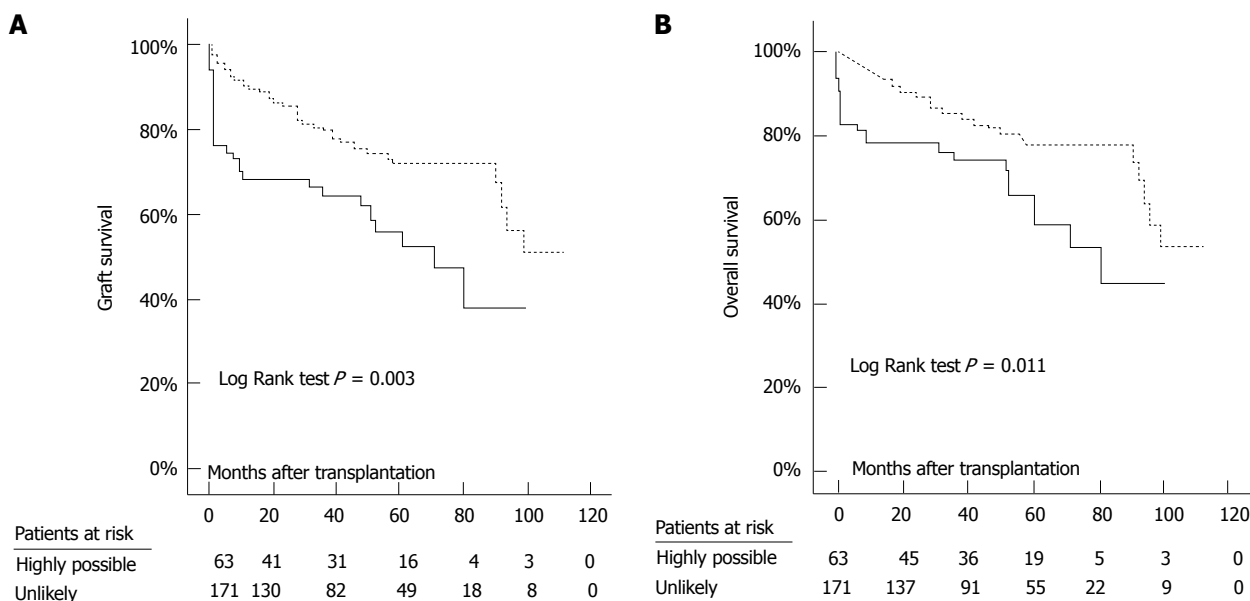 A
Graft survival
100%
80%
60%
40%
20%
0%
Log Rank test P = 0.003
Months after transplantation
0 20 40 60 80 100 120
Patients at risk
Highly possible 63 41 31 16 4 3 0
Unlikely 171 130 82 49 18 8 0
B
Overall survival
100%
80%
60%
40%
20%
0%
Log Rank test P = 0.011
Months after transplantation
0 20 40 60 80 100 120
Patients at risk
Highly possible 63 45 36 19 5 3 0
Unlikely 171 137 91 55 22 9 0